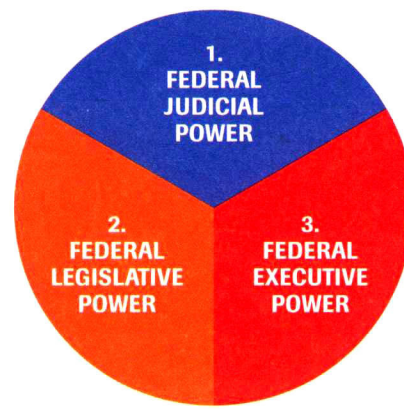 1.
FEDERAL
JUDICIAL
POWER
2.
FEDERAL
LEGISLATIVE
POWER
3.
FEDERAL
EXECUTIVE
POWER